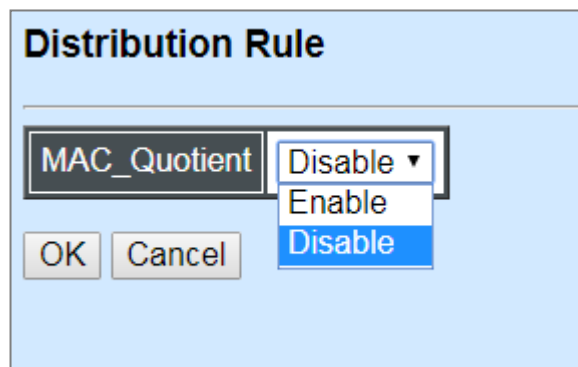 Distribution Rule
MAC_Quotient Disable
Enable
Disable
OK Cancel